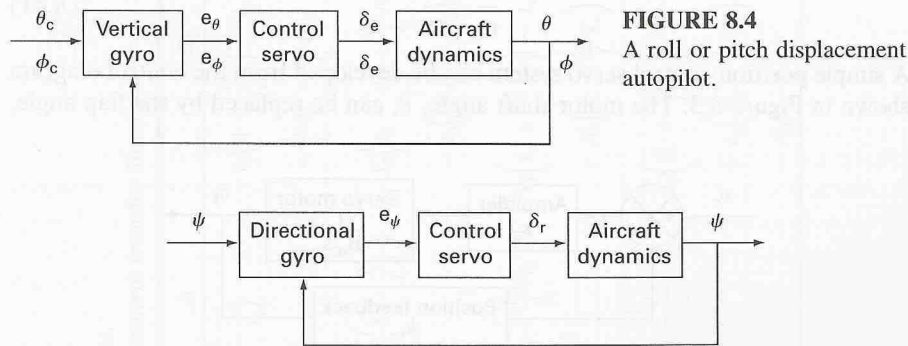 θc
ϕc
Vertical
gyro
eθ
eϕ
Control
servo
δe
δa
Aircraft
dynamics
θ
ϕ
FIGURE 8.4
A roll or pitch displacement
autopilot.
ψ
Directional
gyro
eψ
Control
servo
δr
Aircraft
dynamics
ψ